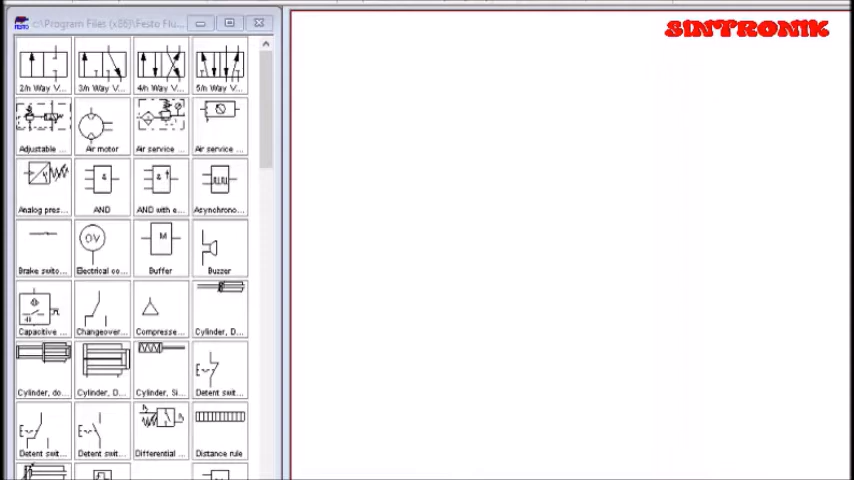 c:\Program Files (x86)\Festo Flu...
SINTRONIK
FESTO
2/n Way V... 3/n Way V... 4/n Way V... 5/n Way V...
Adjustable ... Air motor Air service ... Air service ...
Analog pres... AND AND with e... Asynchrono...
& & ↑
Brake switc... Electrical co... Buffer Buzzer
0V M
Capacitive ... Changeover... Compresse... Cylinder, D...
Cylinder, do... Cylinder, D... Cylinder, Si... Detent swit...
Detent swit... Detent swit... Differential ... Distance rule